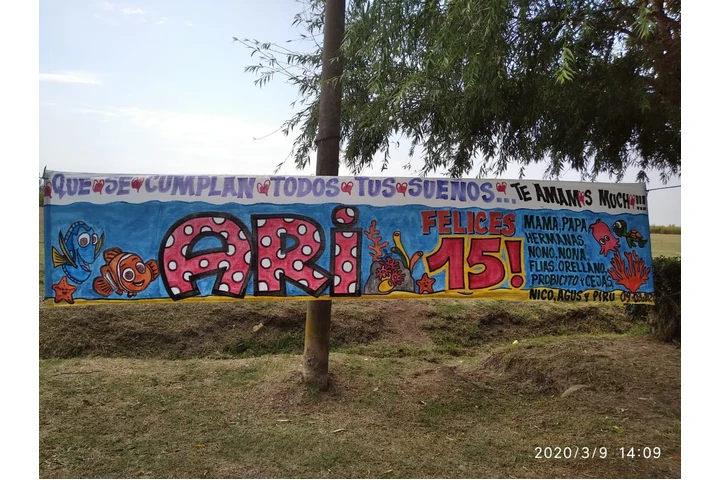 QUE SE CUMPLAN TODOS TUS SUEÑOS... TE AMAMOS MUCHO!!!
ARi
FELICES
15!
MAMA, PAPA,
HERMANAS,
NONO, NONA,
FLIAS. ORELLANO,
PROBICITO Y CEJAS,
NICO, AGUS Y PIRU
2020/3/9 14:09